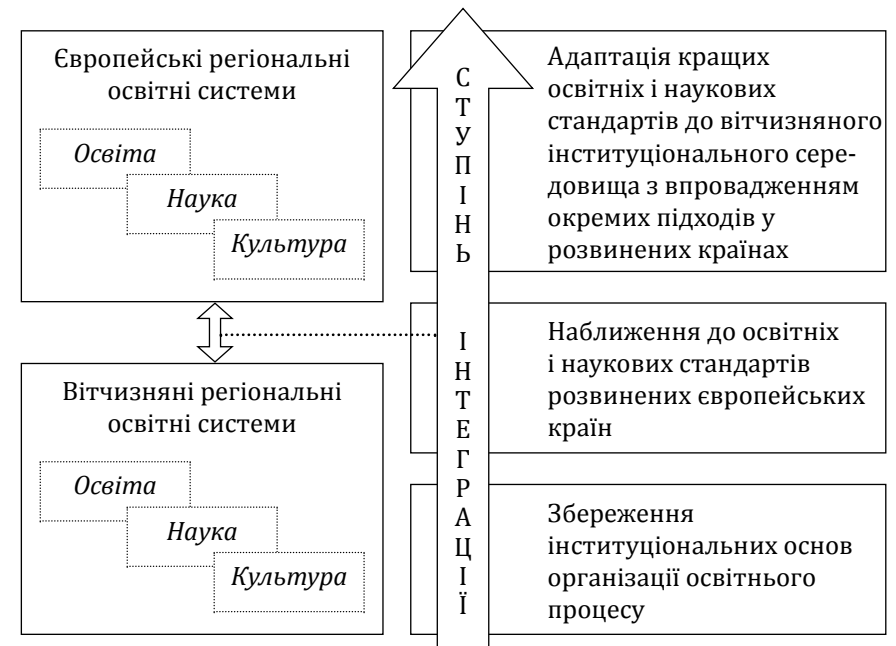 Європейські регіональні
освітні системи
Освіта
Наука
Культура
Вітчизняні регіональні
освітні системи
Освіта
Наука
Культура
СТУПІНЬ ІНТЕГРАЦІЇ
Адаптація кращих
освітніх і наукових
стандартів до вітчизняного
інституціонального сере-
довища з впровадженням
окремих підходів у
розвинених країнах
Наближення до освітніх
і наукових стандартів
розвинених європейських
країн
Збереження
інституціональних основ
організації освітнього
процесу